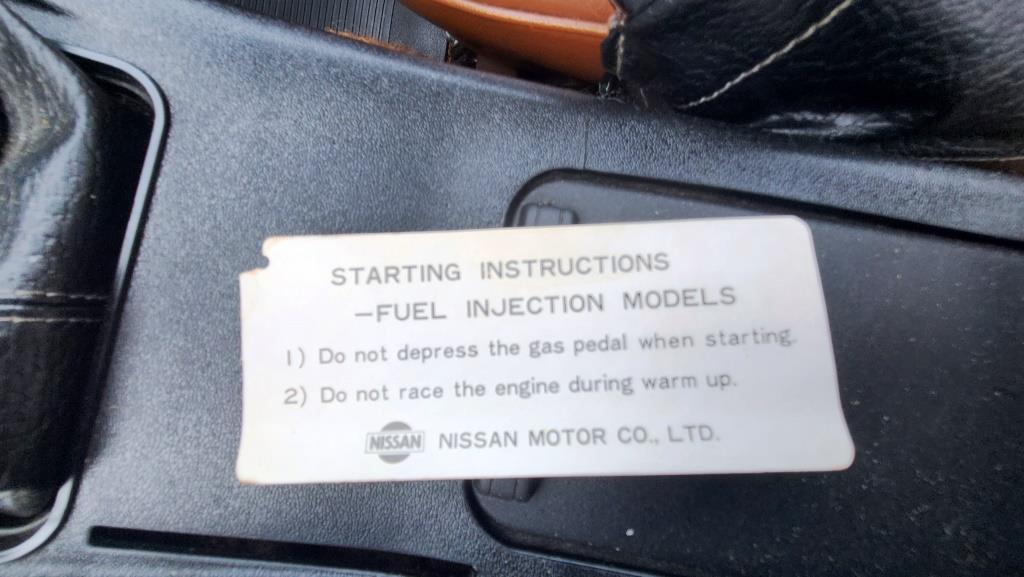 STARTING INSTRUCTIONS
—FUEL INJECTION MODELS
1) Do not depress the gas pedal when starting.
2) Do not race the engine during warm up.
NISSAN NISSAN MOTOR CO., LTD.